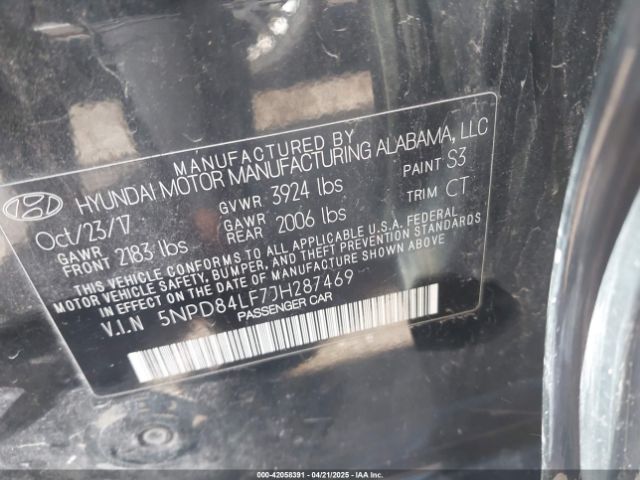 MANUFACTURED BY
HYUNDAI MOTOR MANUFACTURING ALABAMA, LLC
Oct/23/17 GVWR 3924 lbs PAINT S3
GAWR FRONT 2183 lbs GAWR REAR 2006 lbs TRIM CT
THIS VEHICLE CONFORMS TO ALL APPLICABLE U.S.A. FEDERAL
MOTOR VEHICLE SAFETY, BUMPER, AND THEFT PREVENTION STANDARDS
IN EFFECT ON THE DATE OF MANUFACTURE SHOWN ABOVE
V.I.N 5NPD84LF7JH287469
PASSENGER CAR
000-42058391 - 04/21/2025 - IAAI.COM